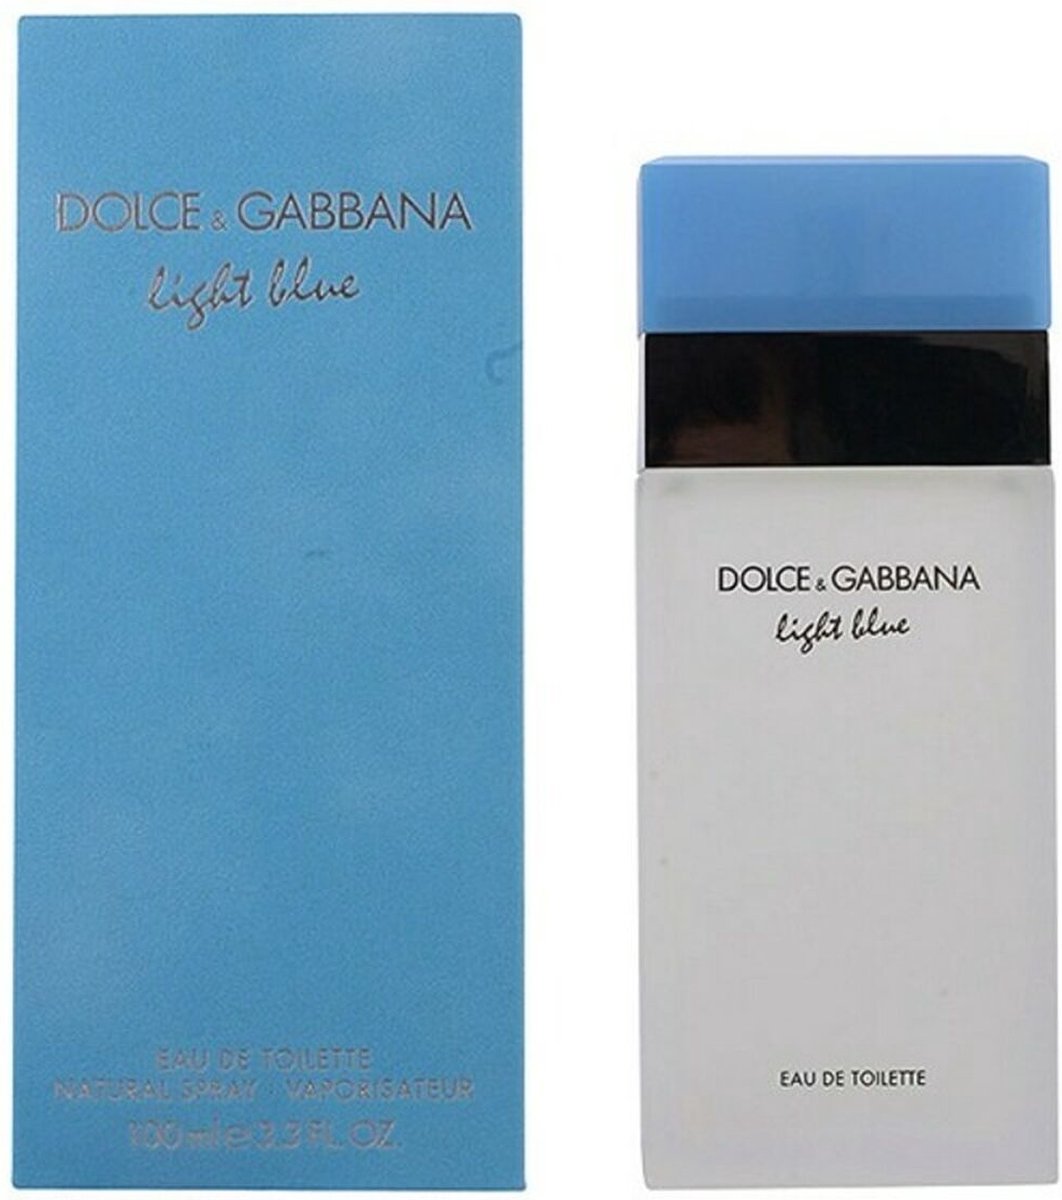 DOLCE & GABBANA
light blue
EAU DE TOILETTE
NATURAL SPRAY · VAPORISATEUR
100 ml ℮ 3.3 FL. OZ.
DOLCE & GABBANA
light blue
EAU DE TOILETTE